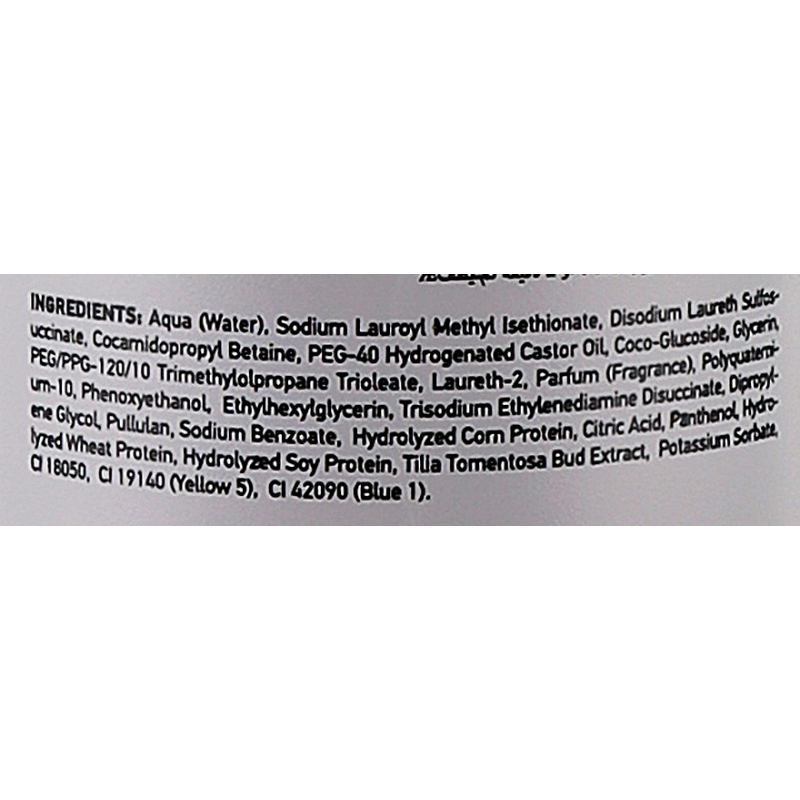 INGREDIENTS: Aqua (Water), Sodium Lauroyl Methyl Isethionate, Disodium Laureth Sulfos-
uccinate, Cocamidopropyl Betaine, PEG-40 Hydrogenated Castor Oil, Coco-Glucoside, Glycerin,
PEG/PPG-120/10 Trimethylolpropane Trioleate, Laureth-2, Parfum (Fragrance), Polyquaterni-
um-10, Phenoxyethanol, Ethylhexylglycerin, Trisodium Ethylenediamine Disuccinate, Dipropyl-
ene Glycol, Pullulan, Sodium Benzoate, Hydrolyzed Corn Protein, Citric Acid, Panthenol, Hydro-
lyzed Wheat Protein, Hydrolyzed Soy Protein, Tilia Tomentosa Bud Extract, Potassium Sorbate,
CI 18050, CI 19140 (Yellow 5), CI 42090 (Blue 1).